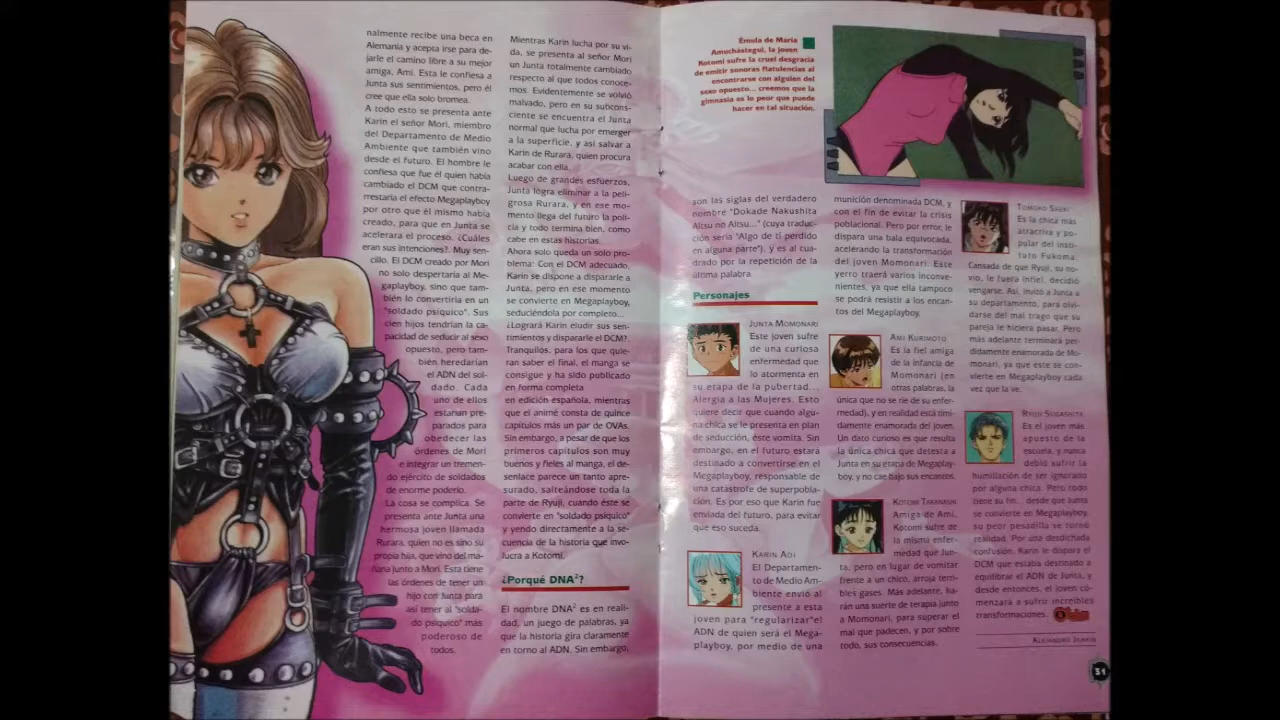 nalmente recibe una beca en
Alemania y acepta irse para de-
jarle el camino libre a su mejor
amiga, Ami. Esta le confiesa a
Junta sus sentimientos, pero él
cree que ella solo bromea.
A todo esto se presenta ante
Karin el señor Mori, miembro
del Departamento de Medio
Ambiente que también vino
desde el futuro. El hombre le
confiesa que fue él quien había
cambiado el DCM que contra-
rrestaría el efecto Megaplayboy
por otro que él mismo había
creado, para que en Junta se
acelerara el proceso. ¿Cuáles
eran sus intenciones?. Muy sen-
cillo. El DCM creado por Mori
no solo despertaría al Me-
gaplayboy, sino que tam-
bién lo convertiría en un
"soldado psíquico". Sus
cien hijos tendrían la ca-
pacidad de seducir al sexo
opuesto, pero tam-
bién heredarían
el ADN del sol-
dado. Cada
uno de ellos
estarían pre-
parados para
obedecer las
órdenes de Mori
e integrar un tremen-
do ejército de soldados
de enorme poderío.
La cosa se complica. Se
presenta ante Junta una
hermosa joven llamada
Rurara, quien no es sino su
propia hija, que vino del ma-
ñana junto a Mori. Esta tiene
las órdenes de tener un
hijo con Junta para
así tener al "solda-
do psíquico" más
poderoso de
todos.
Mientras Karin lucha por su vi-
da, se presenta al señor Mori
un Junta totalmente cambiado
respecto al que todos conoce-
mos. Evidentemente se volvió
malvado, pero en su subcons-
ciente se encuentra el Junta
normal que lucha por emerger
a la superficie, y así salvar a
Karin de Rurara, quien procura
acabar con ella.
Luego de grandes esfuerzos,
Junta logra eliminar a la peli-
grosa Rurara, y en ese mo-
mento llega del futuro la poli-
cía y todo termina bien, como
cabe en estas historias.
Ahora solo queda un solo pro-
blema: Con el DCM adecuado,
Karin se dispone a dispararle a
Junta, pero en ese momento
se convierte en Megaplayboy,
seduciéndola por completo...
¿Logrará Karin eludir sus sen-
timientos y dispararle el DCM?.
Tranquilos, para los que quie-
ran saber el final, el manga se
consigue y ha sido publicado
en forma completa
en edición española, mientras
que el animé consta de quince
capítulos más un par de OVAs.
Sin embargo, a pesar de que los
primeros capítulos son muy
buenos y fieles al manga, el de-
senlace parece un tanto apre-
surado, salteándose toda la
parte de Ryuji, cuando éste se
convierte en "soldado psíquico"
y yendo directamente a la se-
cuencia de la historia que invo-
lucra a Kotomi.
¿Porqué DNA²?
El nombre DNA² es en reali-
dad, un juego de palabras, ya
que la historia gira claramente
en torno al ADN. Sin embargo,
Émula de María
Amuchástegui, la joven
Kotomi sufre la cruel desgracia
de emitir sonoras flatulencias al
encontrarse con alguien del
sexo opuesto... creemos que la
gimnasia es lo peor que puede
hacer en tal situación.
son las siglas del verdadero
nombre "Dokade Nakushita
Aitsu no Aitsu..." (cuya traduc-
ción sería "Algo de ti perdido
en alguna parte"), y es al cua-
drado por la repetición de la
última palabra.
Personajes
JUNTA MOMONARI
Este joven sufre
de una curiosa
enfermedad que
lo atormenta en
su etapa de la pubertad...
Alergia a las Mujeres. Esto
quiere decir que cuando algu-
na chica se le presenta en plan
de seducción, éste vomita. Sin
embargo, en el futuro estará
destinado a convertirse en el
Megaplayboy, responsable de
una catástrofe de superpobla-
ción. Es por eso que Karin fue
enviada del futuro, para evitar
que eso suceda.
KARIN AOI
El Departamen-
to de Medio Am-
biente envió al
presente a esta
joven para "regularizar"el
ADN de quien será el Mega-
playboy, por medio de una
munición denominada DCM, y
con el fin de evitar la crisis
poblacional. Pero por error, le
dispara una bala equivocada,
acelerando la transformación
del joven Momonari. Este
yerro traerá varios inconve-
nientes, ya que ella tampoco
se podrá resistir a los encan-
tos del Megaplayboy.
AMI KURIMOTO
Es la fiel amiga
de la infancia de
Momonari (en
otras palabras, la
única que no se ríe de su enfer-
medad), y en realidad está tími-
damente enamorada del joven.
Un dato curioso es que resulta
la única chica que detesta a
Junta en su etapa de Megaplay-
boy, y no cae bajo sus encantos.
KOTOMI TAKANASHI
Amiga de Ami,
Kotomi sufre de
la misma enfer-
medad que Jun-
ta, pero en lugar de vomitar
frente a un chico, arroja terri-
bles gases. Más adelante, ha-
rán una suerte de terapia junto
a Momonari, para superar el
mal que padecen, y por sobre
todo, sus consecuencias.
TOMOKO SAEKI
Es la chica más
atractiva y po-
pular del insti-
tuto Fukoma.
Cansada de que Ryuji, su no-
vio, le fuera infiel, decidió
vengarse. Así, invitó a Junta a
su departamento, para olvi-
darse del mal trago que su
pareja le hiciera pasar. Pero
más adelante terminará per-
didamente enamorada de Mo-
monari, ya que éste se con-
vierte en Megaplayboy cada
vez que la ve.
RYUJI SUGASHITA
Es el joven más
apuesto de la
escuela, y nunca
debió sufrir la
humillación de ser ignorado
por alguna chica. Pero todo
tiene su fin... desde que Junta
se convierte en Megaplayboy,
su peor pesadilla se tornó
realidad. Por una desdichada
confusión, Karin le dispara el
DCM que estaba destinado a
equilibrar el ADN de Junta, y
desde entonces, el joven co-
menzará a sufrir increíbles
transformaciones.
31